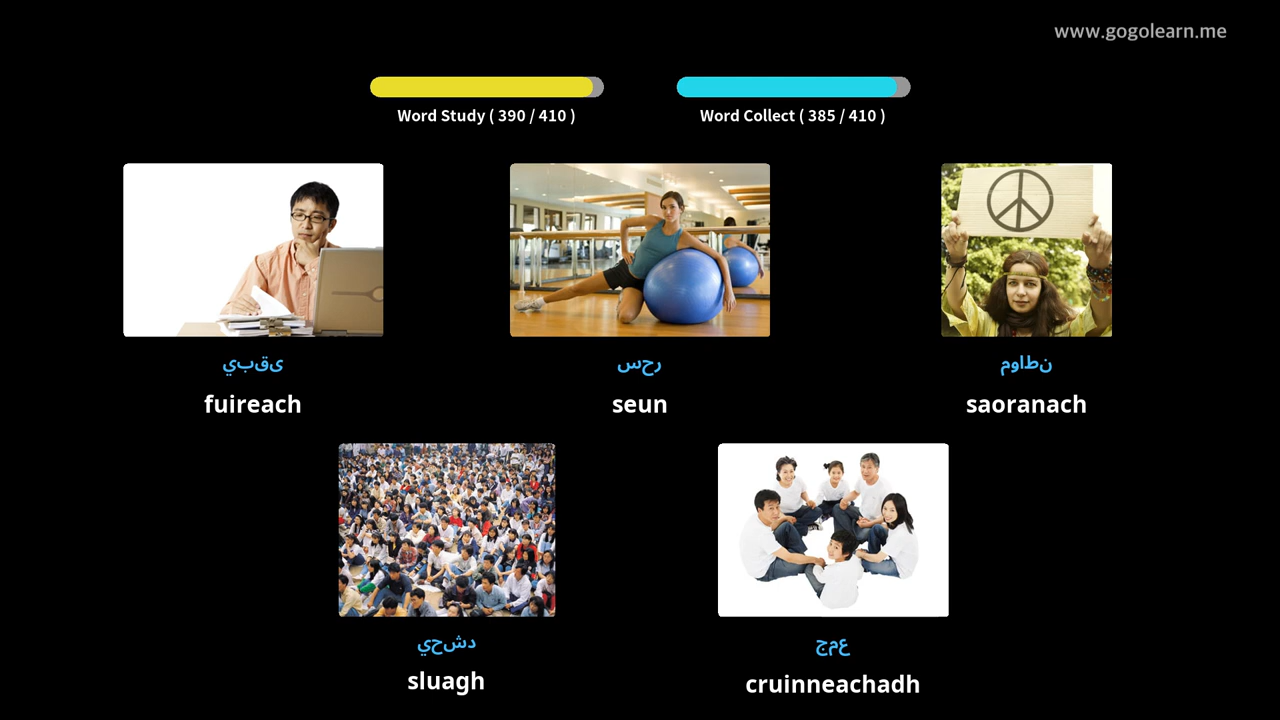 www.gogolearn.me
Word Study ( 390 / 410 )
Word Collect ( 385 / 410 )
ىقبي
fuireach
رحس
seun
نطاوم
saoranach
دشحي
sluagh
عمج
cruinneachadh